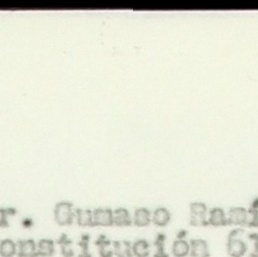 r. Gumaso Ramí
onstitución 61